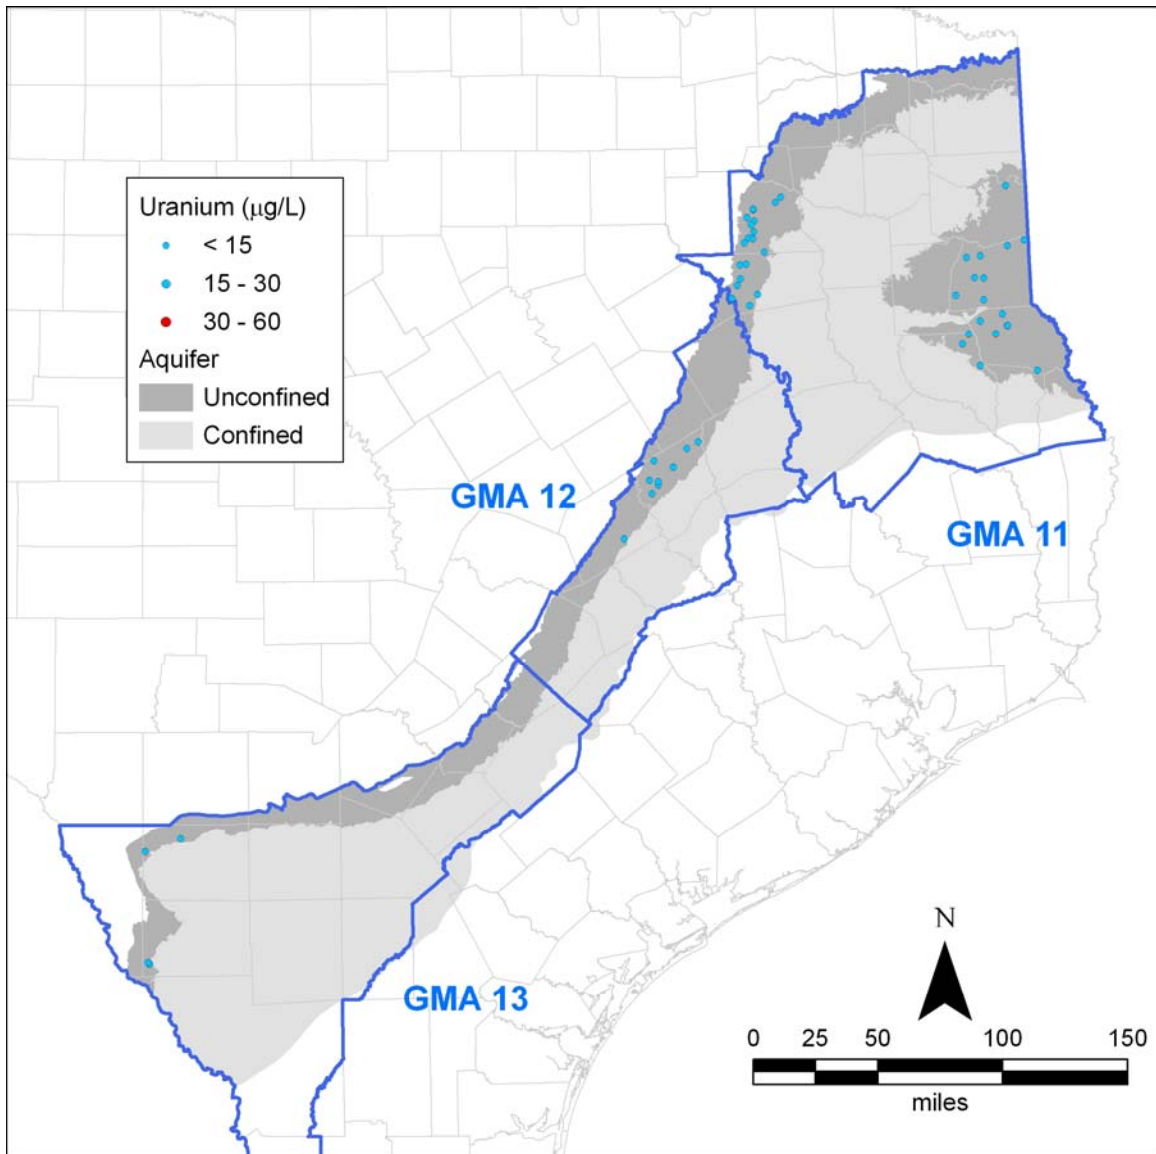 Uranium (µg/L)
< 15
15 - 30
30 - 60
Aquifer
Unconfined
Confined
GMA 12
GMA 11
GMA 13
N
0 25 50 100 150
miles